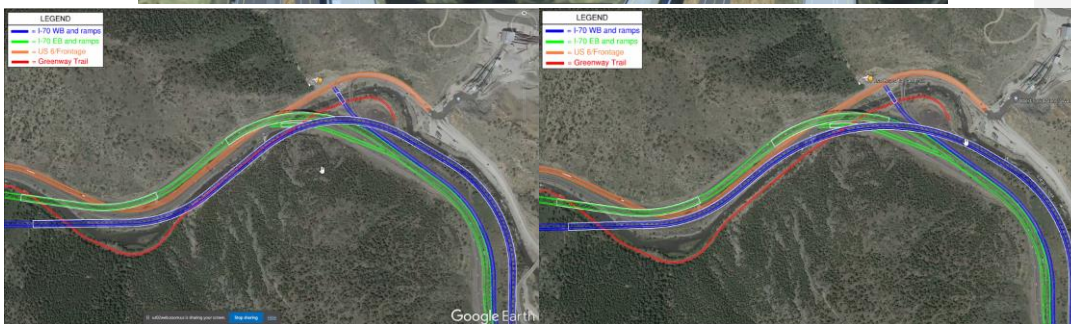 LEGEND
= I-70 WB and ramps
= I-70 EB and ramps
= US 6/Frontage
= Greenway Trail
Stop sharing
Google Earth
LEGEND
= I-70 WB and ramps
= I-70 EB and ramps
= US 6/Frontage
= Greenway Trail